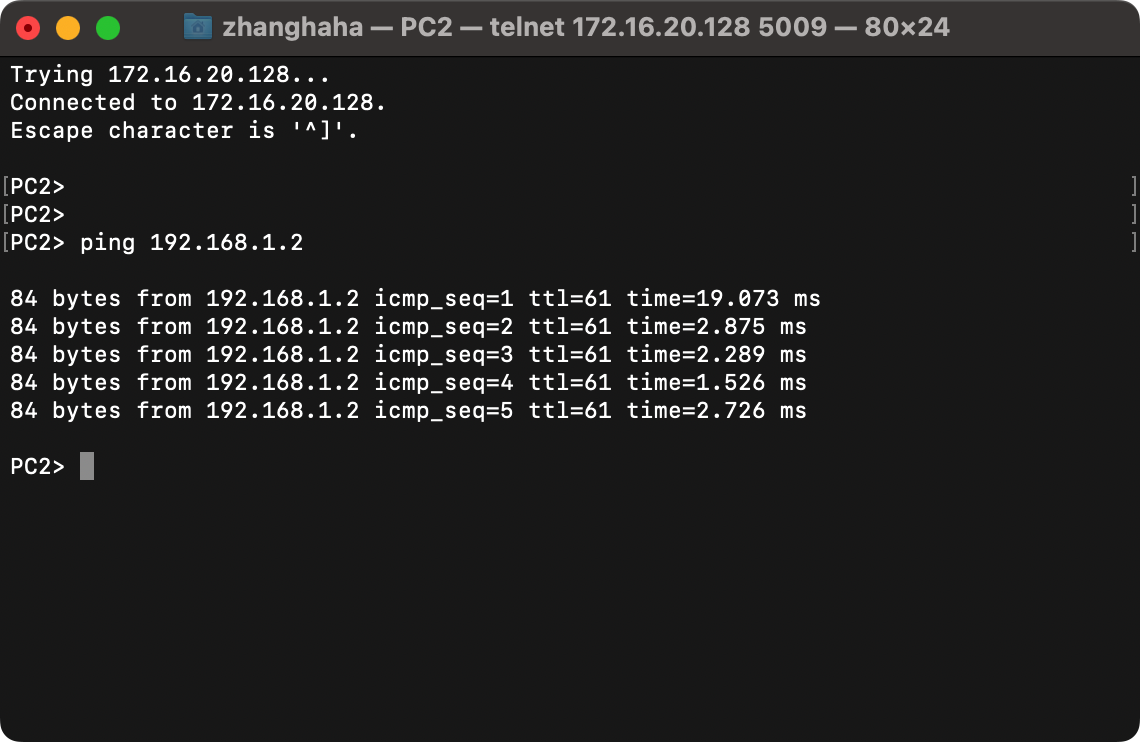 zhanghaha — PC2 — telnet 172.16.20.128 5009 — 80×24
Trying 172.16.20.128...
Connected to 172.16.20.128.
Escape character is '^]'.
[PC2> ]
[PC2> ]
[PC2> ping 192.168.1.2 ]
84 bytes from 192.168.1.2 icmp_seq=1 ttl=61 time=19.073 ms
84 bytes from 192.168.1.2 icmp_seq=2 ttl=61 time=2.875 ms
84 bytes from 192.168.1.2 icmp_seq=3 ttl=61 time=2.289 ms
84 bytes from 192.168.1.2 icmp_seq=4 ttl=61 time=1.526 ms
84 bytes from 192.168.1.2 icmp_seq=5 ttl=61 time=2.726 ms
PC2>